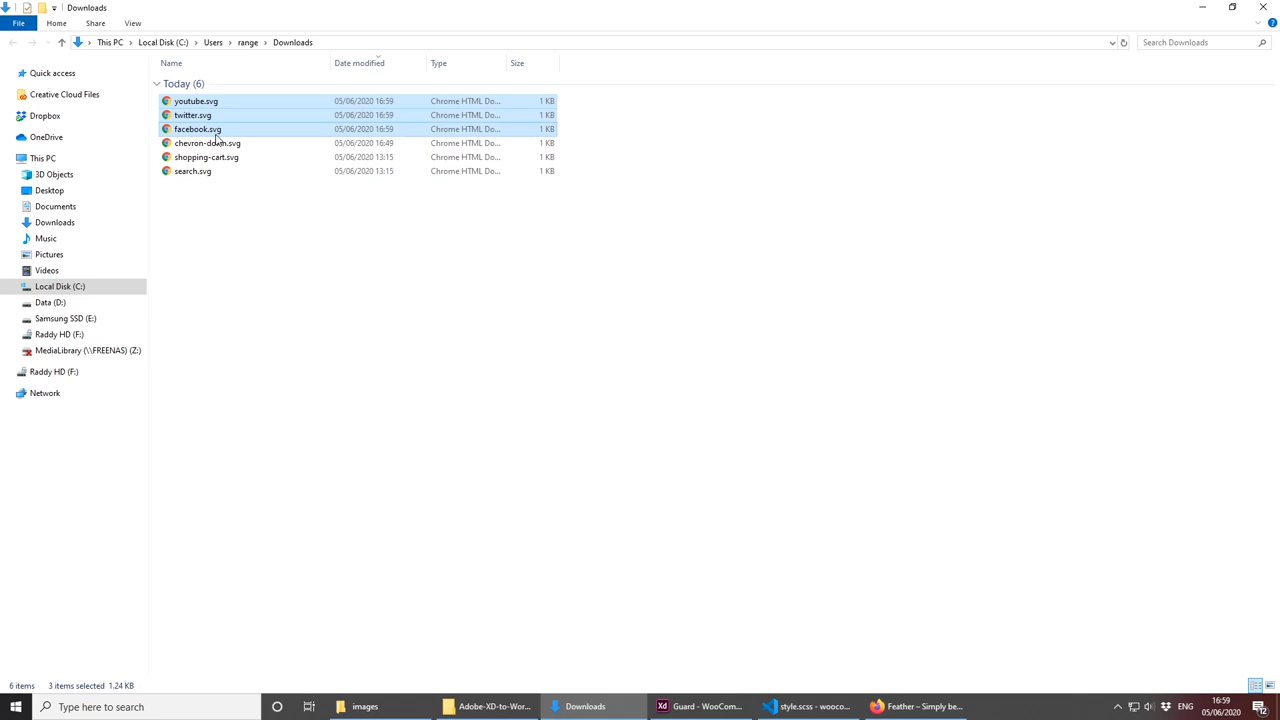 Downloads
File Home Share View
This PC Local Disk (C:) Users range Downloads Search Downloads
Name Date modified Type Size
Quick access
Creative Cloud Files
Dropbox
OneDrive
This PC
3D Objects
Desktop
Documents
Downloads
Music
Pictures
Videos
Local Disk (C:)
Data (D:)
Samsung SSD (E:)
Raddy HD (F:)
MediaLibrary (\\FREENAS) (Z:)
Raddy HD (F:)
Network
Today (6)
youtube.svg 05/06/2020 16:59 Chrome HTML Do... 1 KB
twitter.svg 05/06/2020 16:59 Chrome HTML Do... 1 KB
facebook.svg 05/06/2020 16:59 Chrome HTML Do... 1 KB
chevron-down.svg 05/06/2020 16:49 Chrome HTML Do... 1 KB
shopping-cart.svg 05/06/2020 13:15 Chrome HTML Do... 1 KB
search.svg 05/06/2020 13:15 Chrome HTML Do... 1 KB
6 items 3 items selected 1.24 KB
Type here to search images Adobe-XD-to-Wor... Downloads Xd Guard - WooCom... style.scss - wooco... Feather – Simply be... ENG 16:59
05/06/2020 12